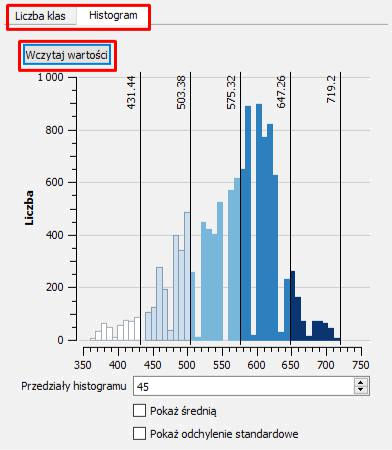 Liczba klas Histogram
Wczytaj wartości
431.44 503.38 575.32 647.26 719.2
1 000
800
600
400
200
0
Liczba
350 400 450 500 550 600 650 700 750
Przedziały histogramu 45
Pokaż średnią
Pokaż odchylenie standardowe